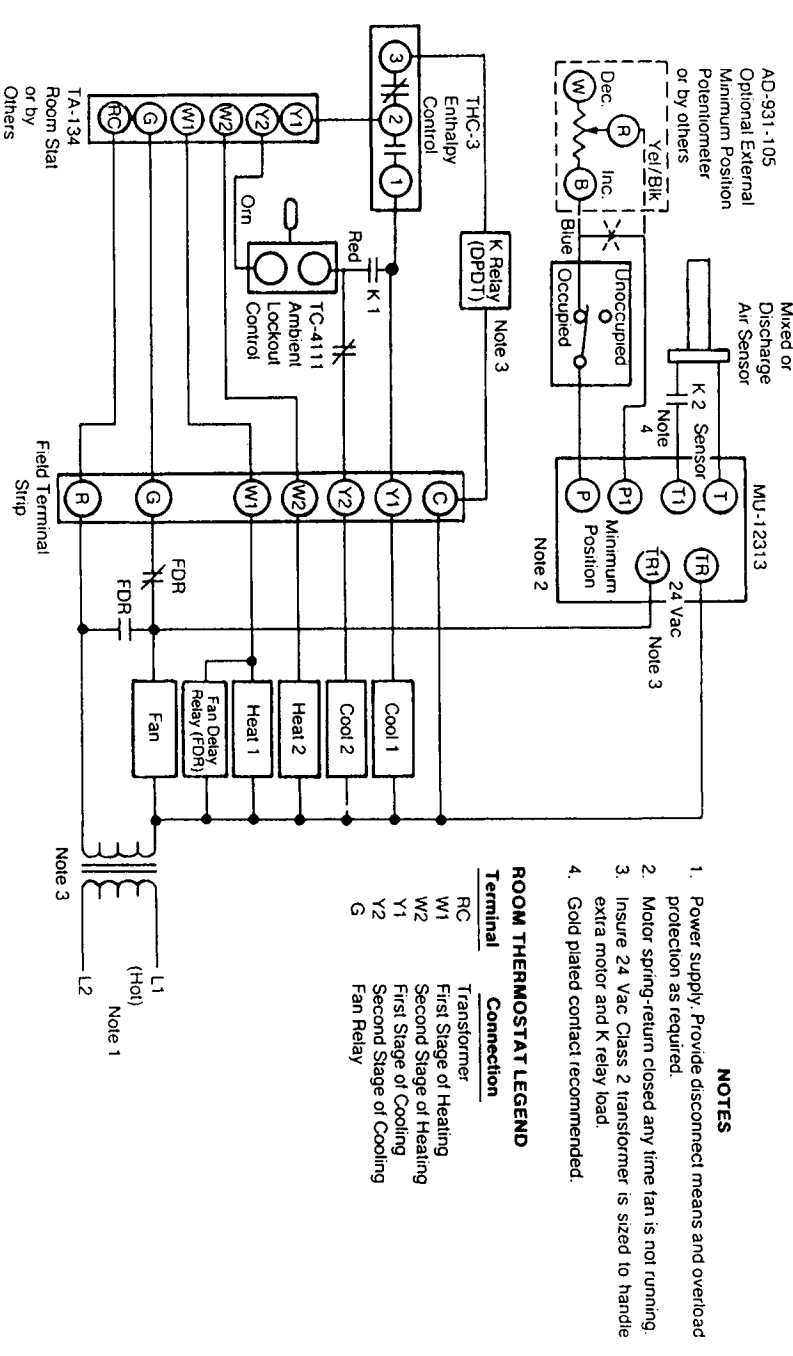 AD-931-105
Optional External
Minimum Position
Potentiometer
or by others
Dec.
Inc.
W
R
B
Yel/Blk
Blue
Unoccupied
Occupied
Mixed or
Discharge
Air Sensor
K 2
Note
4
Sensor
MU-12313
T
T1
P1
P
Minimum
Position
TR
TR1
24 Vac
Note 2
Note 3
THC-3
Enthalpy
Control
3
2
1
K Relay
(DPDT)
Note 3
TA-134
Room Stat
or by
Others
RC
G
W1
W2
Y2
Y1
Orn
Red
K 1
TC-4111
Ambient
Lockout
Control
Field Terminal
Strip
R
G
W1
W2
Y2
Y1
C
FDR
FDR
Fan
Fan Delay
Relay (FDR)
Heat 1
Heat 2
Cool 2
Cool 1
Note 3
L1
(Hot)
L2
Note 1
NOTES
1. Power supply. Provide disconnect means and overload
protection as required.
2. Motor spring-return closed any time fan is not running.
3. Insure 24 Vac Class 2 transformer is sized to handle
extra motor and K relay load.
4. Gold plated contact recommended.
ROOM THERMOSTAT LEGEND
Terminal Connection
RC Transformer
W1 First Stage of Heating
W2 Second Stage of Heating
Y1 First Stage of Cooling
Y2 Second Stage of Cooling
G Fan Relay